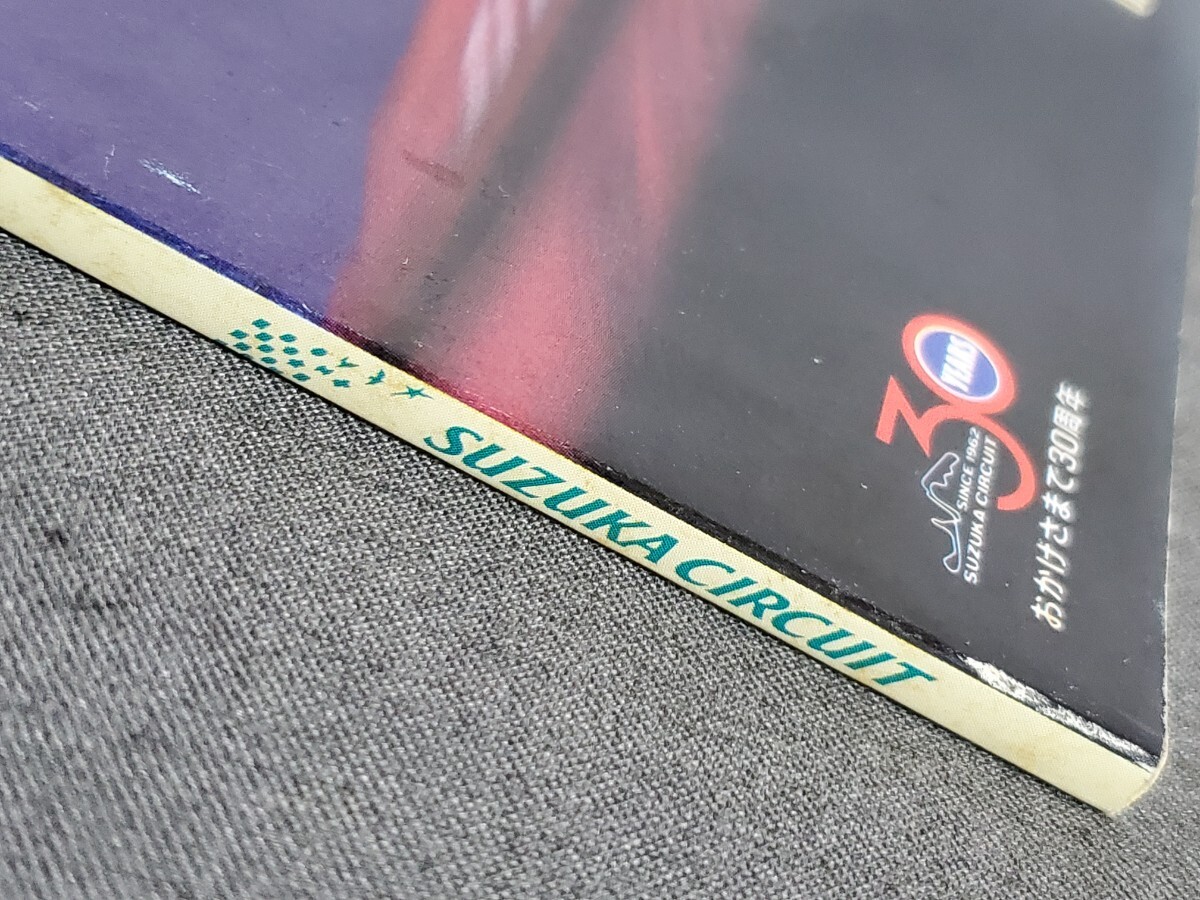 SUZUKA CIRCUIT
30
YEARS
SINCE 1962
SUZUKA CIRCUIT
おかげさまで30周年